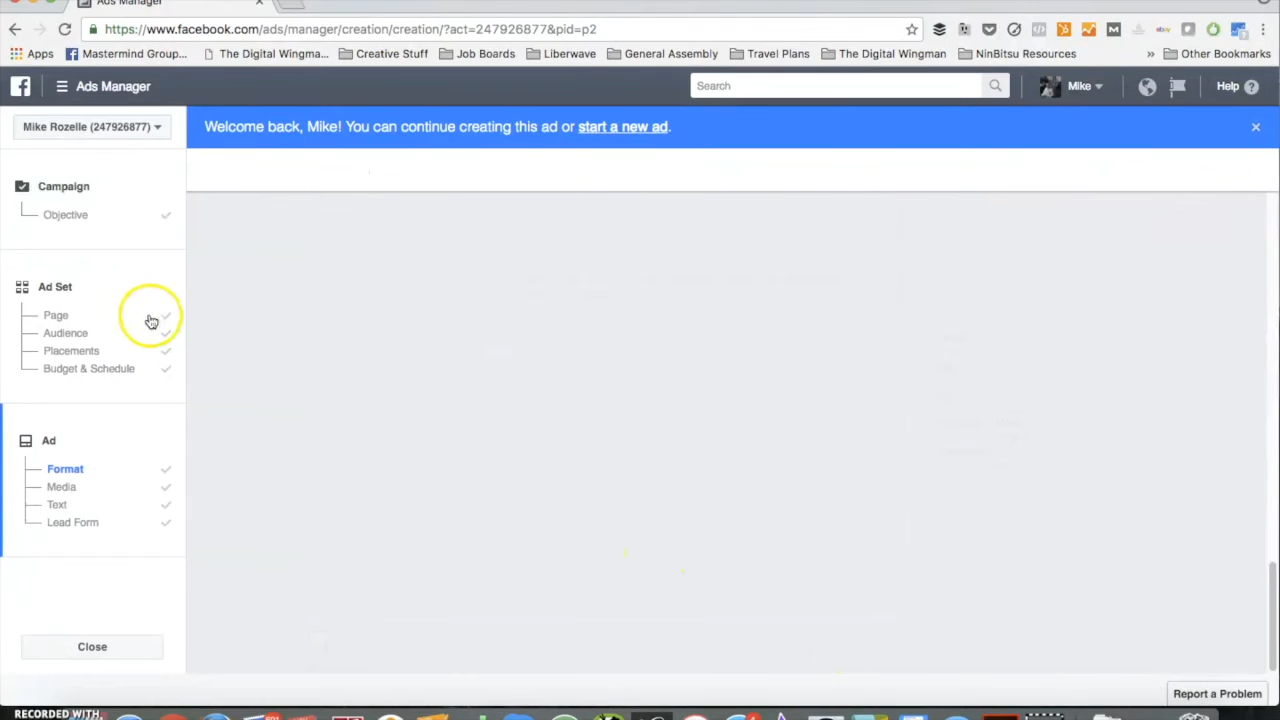 Ads Manager
https://www.facebook.com/ads/manager/creation/creation/?act=247926877&pid=p2
Apps
Mastermind Group...
The Digital Wingma...
Creative Stuff
Job Boards
Liberwave
General Assembly
Travel Plans
The Digital Wingman
NinBitsu Resources
»
Other Bookmarks
Ads Manager
Search
Mike
Help
Mike Rozelle (247926877)
Welcome back, Mike! You can continue creating this ad or start a new ad.
Campaign
Objective
Ad Set
Page
Audience
Placements
Budget & Schedule
Ad
Format
Media
Text
Lead Form
Close
Report a Problem
RECORDED WITH